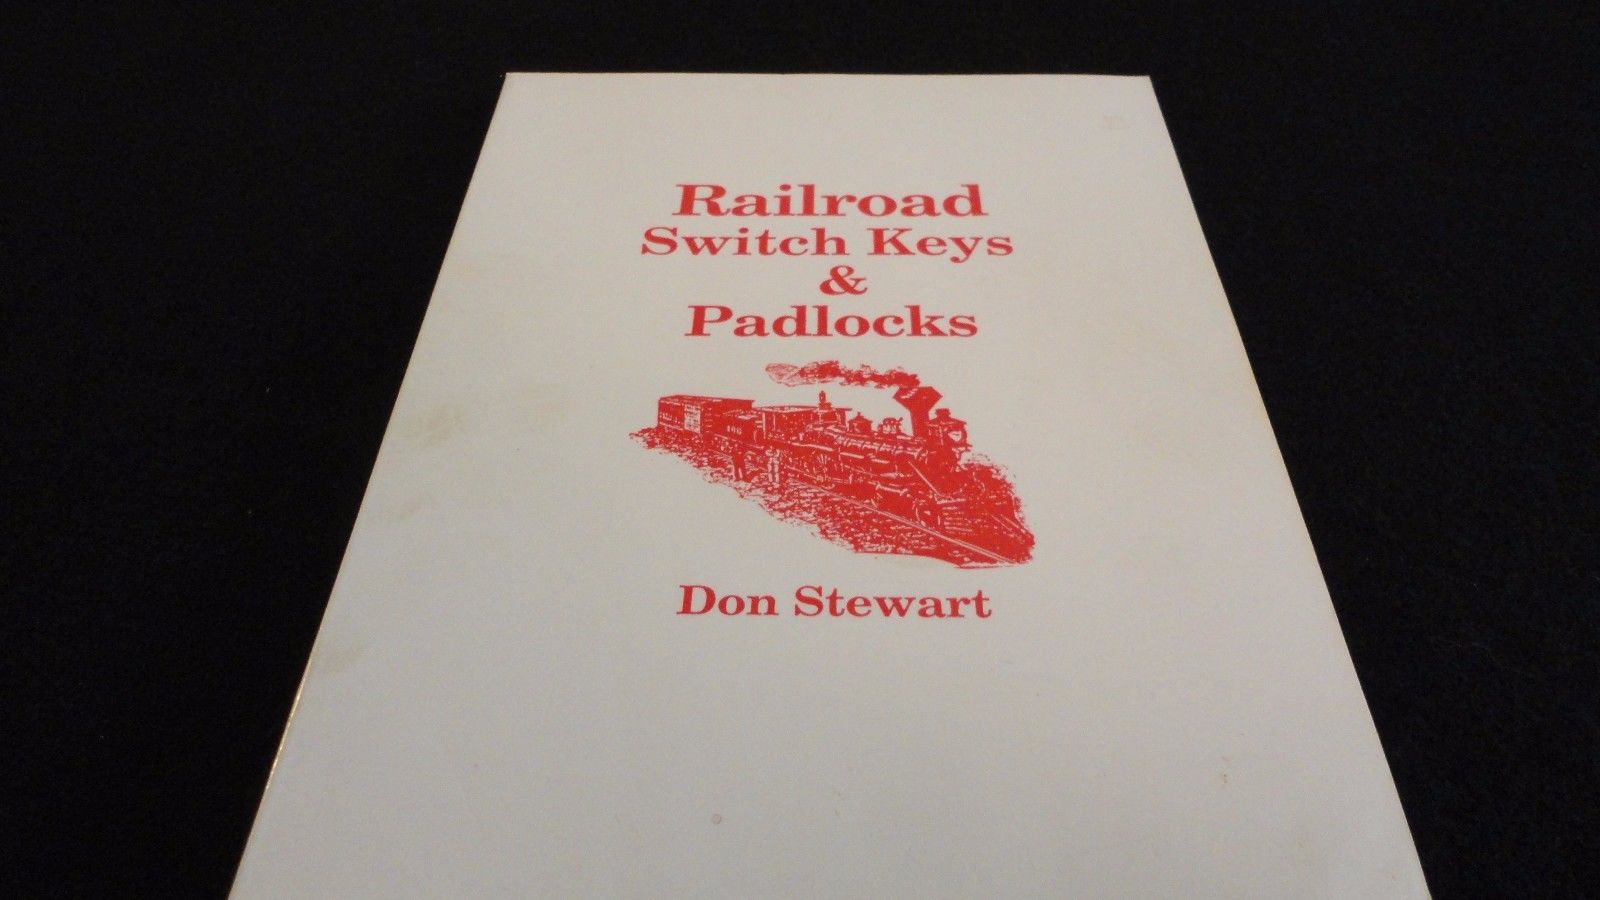 Railroad
Switch Keys
&
Padlocks
Don Stewart